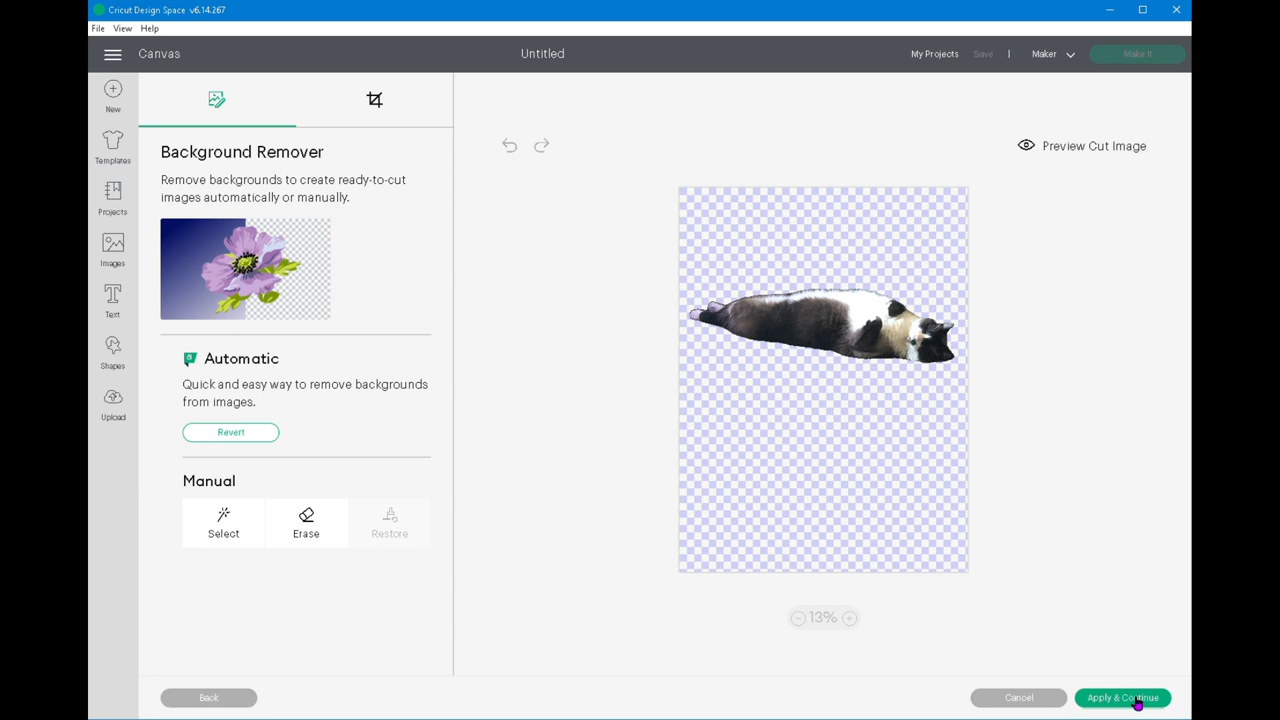 Cricut Design Space v6.14.267
File View Help
Canvas
Untitled
My Projects Save | Maker Make It
New
Templates
Projects
Images
Text
Shapes
Upload
Background Remover
Remove backgrounds to create ready-to-cut
images automatically or manually.
Automatic
Quick and easy way to remove backgrounds
from images.
Revert
Manual
Select Erase Restore
Preview Cut Image
13%
Back
Cancel
Apply & Continue